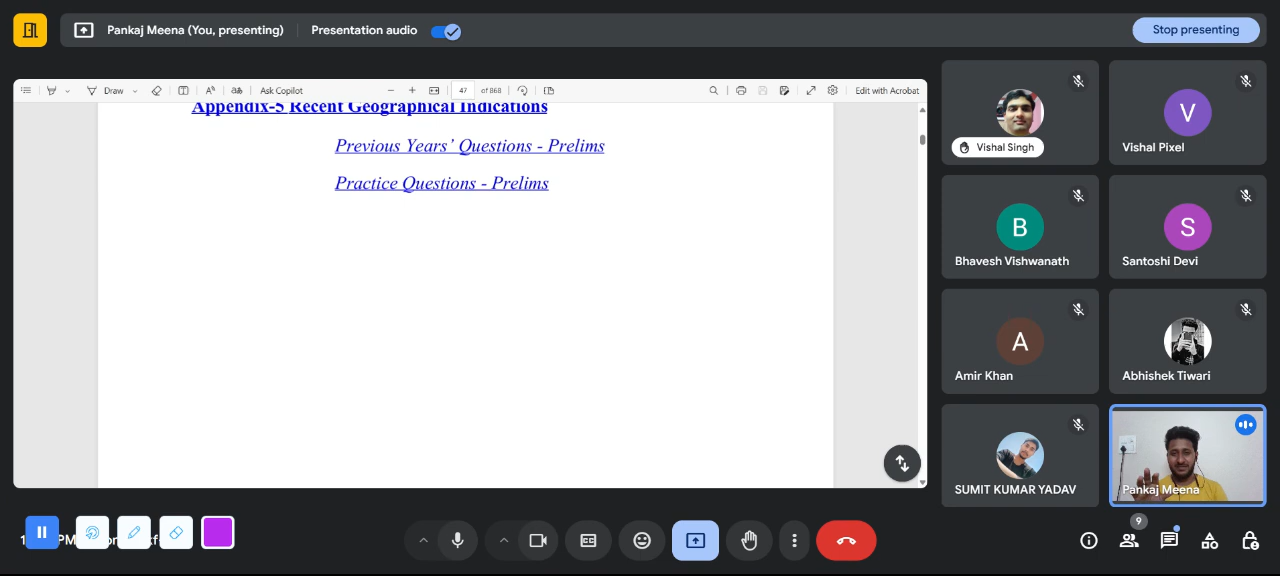 Pankaj Meena (You, presenting)
Presentation audio
Stop presenting
Draw
aあ
Ask Copilot
47
of 868
Edit with Acrobat
Appendix-5 Recent Geographical Indications
Previous Years’ Questions - Prelims
Practice Questions - Prelims
Vishal Singh
V
Vishal Pixel
B
Bhavesh Vishwanath
S
Santoshi Devi
A
Amir Khan
Abhishek Tiwari
SUMIT KUMAR YADAV
Pankaj Meena
9